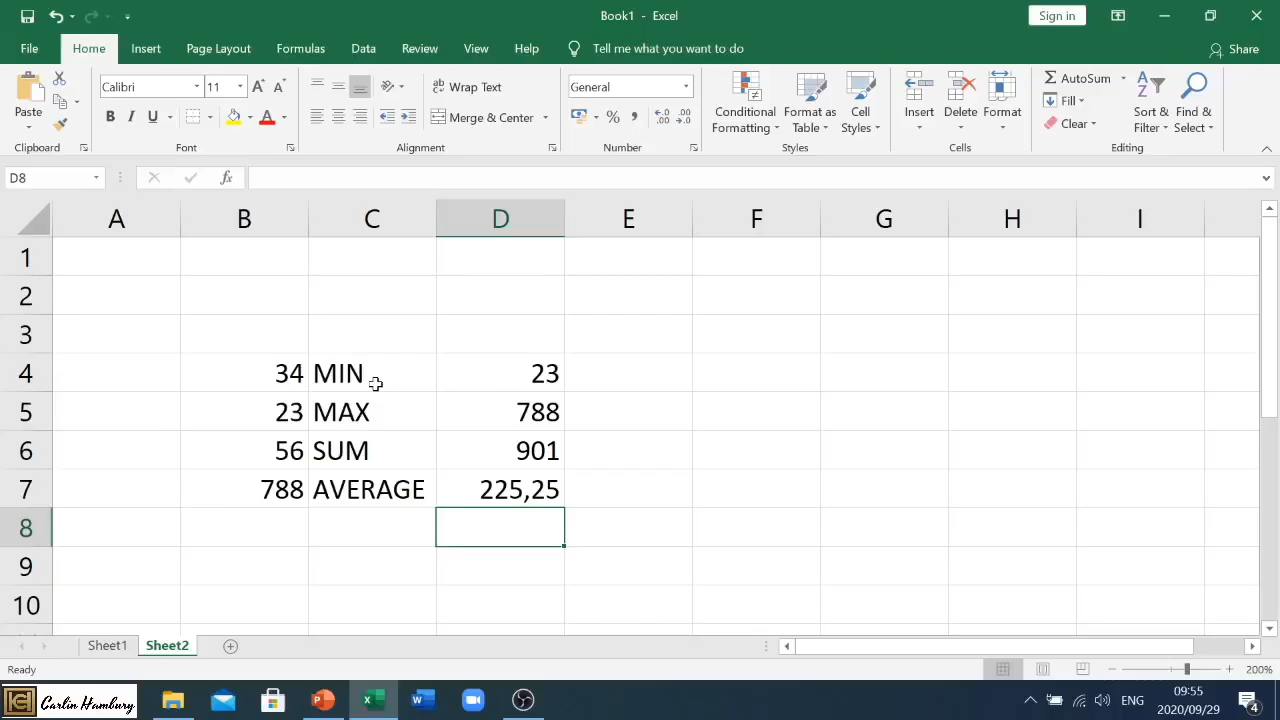 Book1 - Excel
Sign in
File Home Insert Page Layout Formulas Data Review View Help Tell me what you want to do Share
Paste
Calibri 11 A A
B I U A
Wrap Text
Merge & Center
General
% ,
Conditional Formatting
Format as Table
Cell Styles
Insert Delete Format
AutoSum
Fill
Clear
Sort & Filter
Find & Select
Clipboard Font Alignment Number Styles Cells Editing
D8 fx
A B C D E F G H I
1
2
3
4 34 MIN 23
5 23 MAX 788
6 56 SUM 901
7 788 AVERAGE 225,25
8
9
10
Sheet1 Sheet2
Ready 200%
Carlin Hambury ENG 09:55
2020/09/29 4